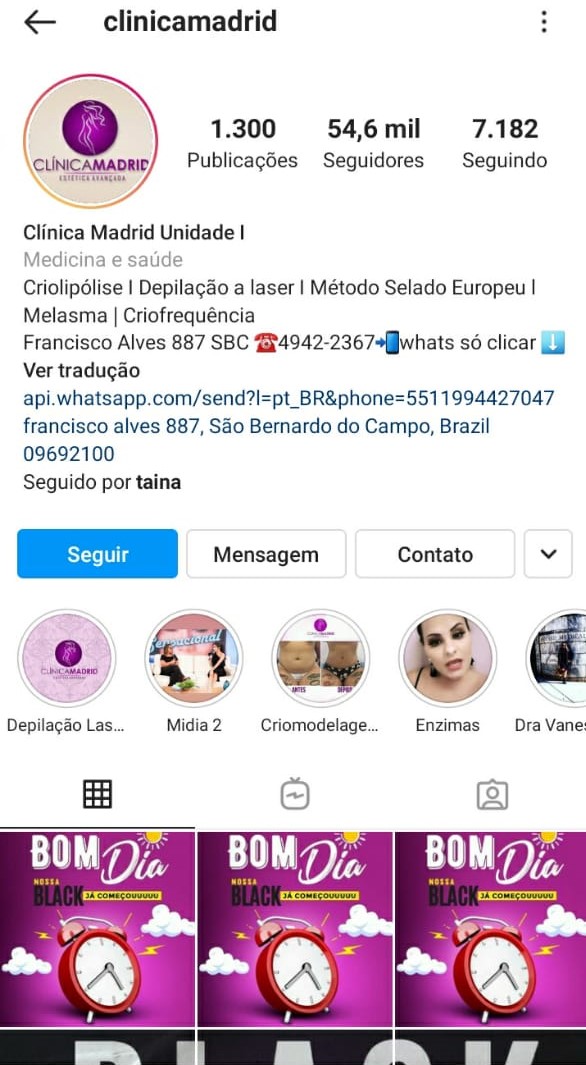 clinicamadrid
CLÍNICAMADRID
ESTÉTICA AVANÇADA
1.300
54,6 mil
7.182
Publicações
Seguidores
Seguindo
Clínica Madrid Unidade I
Medicina e saúde
Criolipólise I Depilação a laser I Método Selado Europeu I
Melasma | Criofrequência
Francisco Alves 887 SBC ☎️4942-2367📲whats só clicar ⬇️
Ver tradução
api.whatsapp.com/send?l=pt_BR&phone=5511994427047
francisco alves 887, São Bernardo do Campo, Brazil
09692100
Seguido por taina
Seguir
Mensagem
Contato
CLÍNICAMADRID
ANTES
Depilação Las...
Midia 2
Criomodelage...
Enzimas
Dra Vanes
BOM Dia
NOSSA
BLACK JÁ COMEÇOUUUUU
BOM Dia
NOSSA
BLACK JÁ COMEÇOUUUUU
BOM Dia
NOSSA
BLACK JÁ COMEÇOUUUUU
BLACK